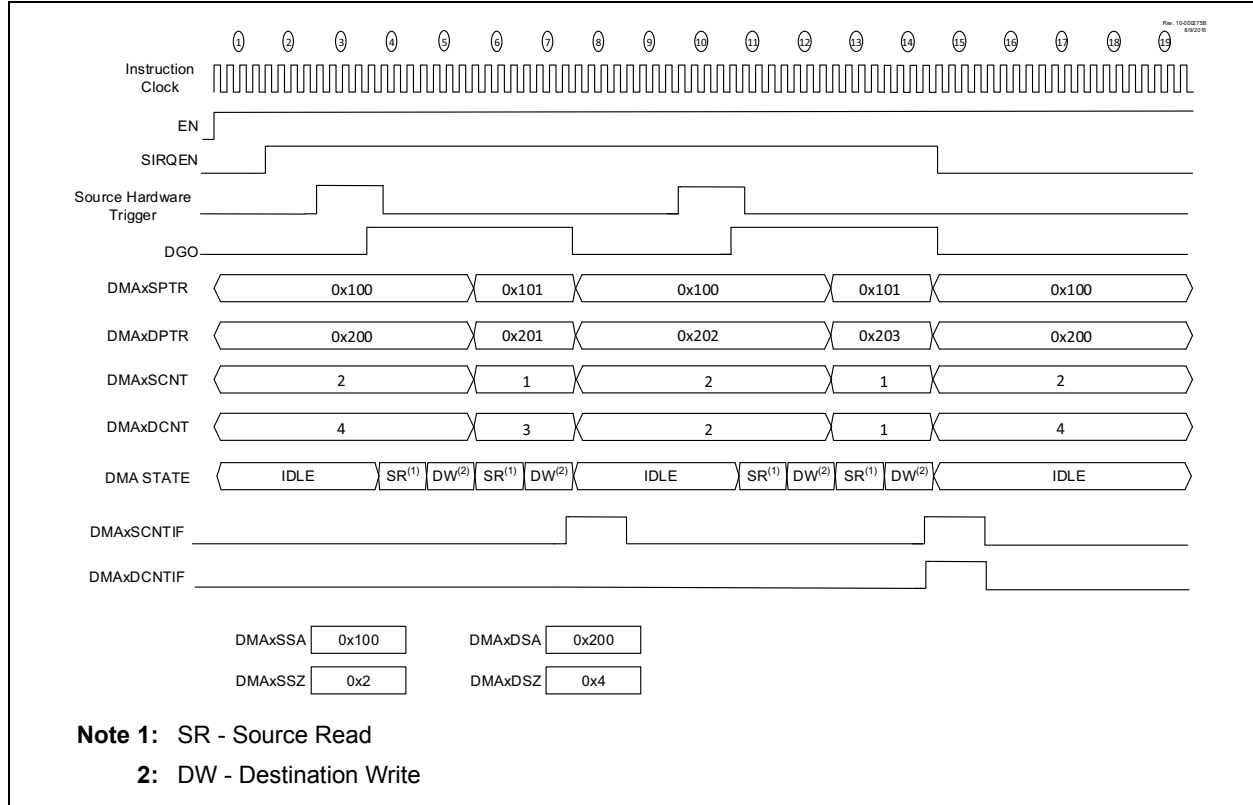 Rev. 10-000275B
8/9/2016
1 2 3 4 5 6 7 8 9 10 11 12 13 14 15 16 17 18 19
Instruction
Clock
EN
SIRQEN
Source Hardware
Trigger
DGO
DMAxSPTR 0x100 0x101 0x100 0x101 0x100
DMAxDPTR 0x200 0x201 0x202 0x203 0x200
DMAxSCNT 2 1 2 1 2
DMAxDCNT 4 3 2 1 4
DMA STATE IDLE SR(1) DW(2) SR(1) DW(2) IDLE SR(1) DW(2) SR(1) DW(2) IDLE
DMAxSCNTIF
DMAxDCNTIF
DMAxSSA 0x100 DMAxDSA 0x200
DMAxSSZ 0x2 DMAxDSZ 0x4
Note 1: SR - Source Read
2: DW - Destination Write